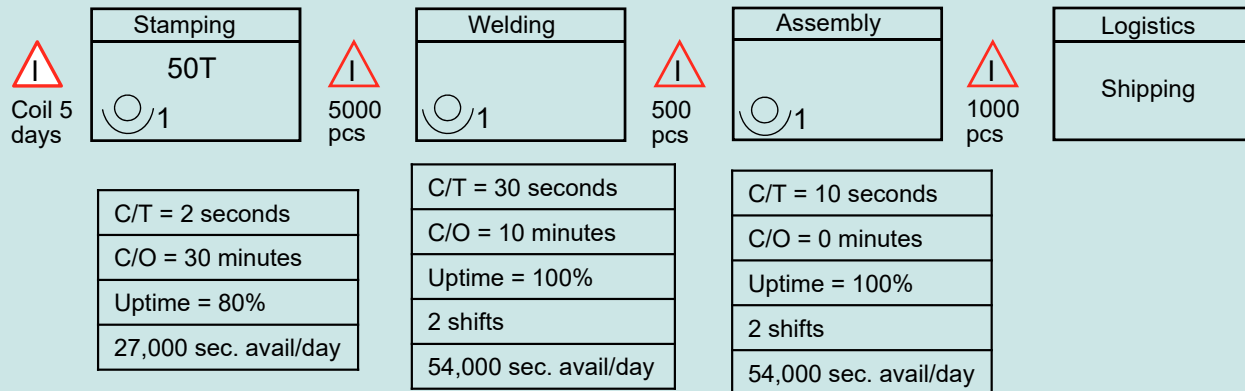 Stamping
50T
1
I
Coil 5
days
I
5000
pcs
Welding
1
I
500
pcs
Assembly
1
I
1000
pcs
Logistics
Shipping
C/T = 2 seconds
C/O = 30 minutes
Uptime = 80%
27,000 sec. avail/day
C/T = 30 seconds
C/O = 10 minutes
Uptime = 100%
2 shifts
54,000 sec. avail/day
C/T = 10 seconds
C/O = 0 minutes
Uptime = 100%
2 shifts
54,000 sec. avail/day